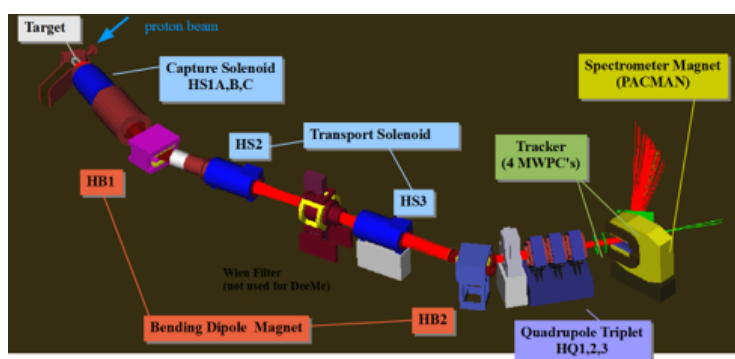 Target
proton beam
Capture Solenoid
HS1A,B,C
Spectrometer Magnet
(PACMAN)
HS2
Transport Solenoid
Tracker
(4 MWPC's)
HB1
HS3
Wien Filter
(not used for DeeMe)
Bending Dipole Magnet
HB2
Quadrupole Triplet
HQ1,2,3